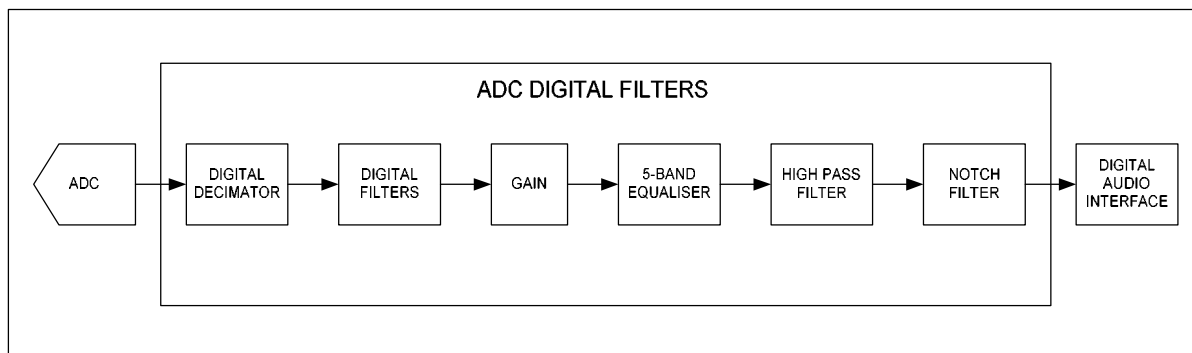 ADC DIGITAL FILTERS
ADC
DIGITAL
DECIMATOR
DIGITAL
FILTERS
GAIN
5-BAND
EQUALISER
HIGH PASS
FILTER
NOTCH
FILTER
DIGITAL
AUDIO
INTERFACE